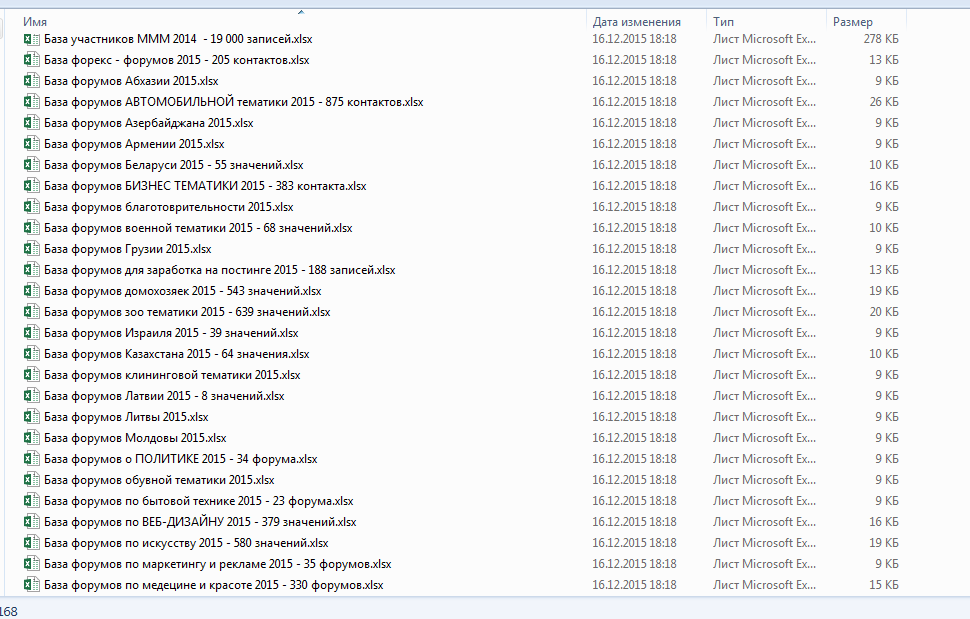 Имя Дата изменения Тип Размер
База участников МММ 2014 - 19 000 записей.xlsx 16.12.2015 18:18 Лист Microsoft Ex... 278 КБ
База форекс - форумов 2015 - 205 контактов.xlsx 16.12.2015 18:18 Лист Microsoft Ex... 13 КБ
База форумов Абхазии 2015.xlsx 16.12.2015 18:18 Лист Microsoft Ex... 9 КБ
База форумов АВТОМОБИЛЬНОЙ тематики 2015 - 875 контактов.xlsx 16.12.2015 18:18 Лист Microsoft Ex... 26 КБ
База форумов Азербайджана 2015.xlsx 16.12.2015 18:18 Лист Microsoft Ex... 9 КБ
База форумов Армении 2015.xlsx 16.12.2015 18:18 Лист Microsoft Ex... 9 КБ
База форумов Беларуси 2015 - 55 значений.xlsx 16.12.2015 18:18 Лист Microsoft Ex... 10 КБ
База форумов БИЗНЕС ТЕМАТИКИ 2015 - 383 контакта.xlsx 16.12.2015 18:18 Лист Microsoft Ex... 16 КБ
База форумов благотоврительности 2015.xlsx 16.12.2015 18:18 Лист Microsoft Ex... 9 КБ
База форумов военной тематики 2015 - 68 значений.xlsx 16.12.2015 18:18 Лист Microsoft Ex... 10 КБ
База форумов Грузии 2015.xlsx 16.12.2015 18:18 Лист Microsoft Ex... 9 КБ
База форумов для заработка на постинге 2015 - 188 записей.xlsx 16.12.2015 18:18 Лист Microsoft Ex... 13 КБ
База форумов домохозяек 2015 - 543 значений.xlsx 16.12.2015 18:18 Лист Microsoft Ex... 19 КБ
База форумов зоо тематики 2015 - 639 значений.xlsx 16.12.2015 18:18 Лист Microsoft Ex... 20 КБ
База форумов Израиля 2015 - 39 значений.xlsx 16.12.2015 18:18 Лист Microsoft Ex... 9 КБ
База форумов Казахстана 2015 - 64 значения.xlsx 16.12.2015 18:18 Лист Microsoft Ex... 10 КБ
База форумов клининговой тематики 2015.xlsx 16.12.2015 18:18 Лист Microsoft Ex... 9 КБ
База форумов Латвии 2015 - 8 значений.xlsx 16.12.2015 18:18 Лист Microsoft Ex... 9 КБ
База форумов Литвы 2015.xlsx 16.12.2015 18:18 Лист Microsoft Ex... 9 КБ
База форумов Молдовы 2015.xlsx 16.12.2015 18:18 Лист Microsoft Ex... 9 КБ
База форумов о ПОЛИТИКЕ 2015 - 34 форума.xlsx 16.12.2015 18:18 Лист Microsoft Ex... 9 КБ
База форумов обувной тематики 2015.xlsx 16.12.2015 18:18 Лист Microsoft Ex... 9 КБ
База форумов по бытовой технике 2015 - 23 форума.xlsx 16.12.2015 18:18 Лист Microsoft Ex... 9 КБ
База форумов по ВЕБ-ДИЗАЙНУ 2015 - 379 значений.xlsx 16.12.2015 18:18 Лист Microsoft Ex... 16 КБ
База форумов по искусству 2015 - 580 значений.xlsx 16.12.2015 18:18 Лист Microsoft Ex... 19 КБ
База форумов по маркетингу и рекламе 2015 - 35 форумов.xlsx 16.12.2015 18:18 Лист Microsoft Ex... 9 КБ
База форумов по медецине и красоте 2015 - 330 форумов.xlsx 16.12.2015 18:18 Лист Microsoft Ex... 15 КБ
168